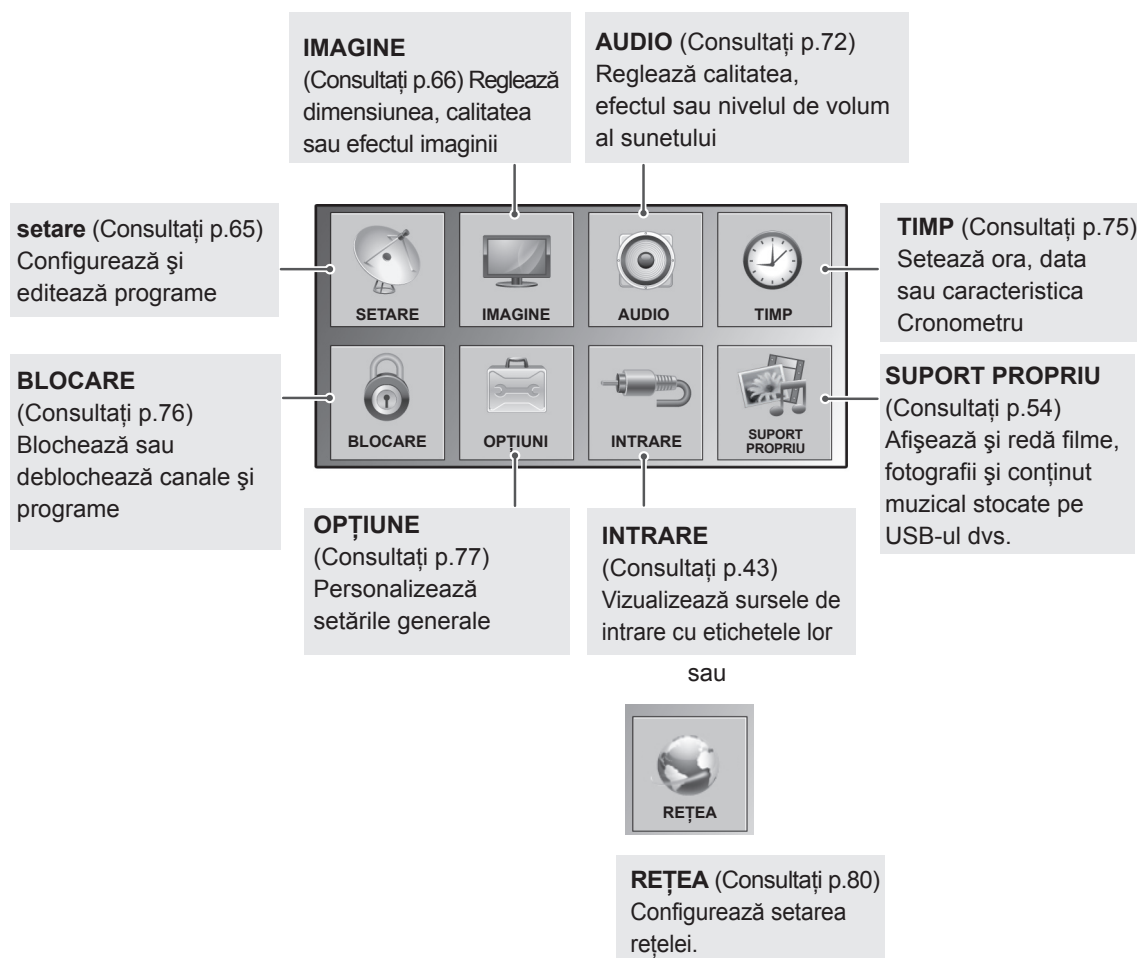 IMAGINE
(Consultați p.66) Reglează
dimensiunea, calitatea
sau efectul imaginii
AUDIO (Consultați p.72)
Reglează calitatea,
efectul sau nivelul de volum
al sunetului
setare (Consultați p.65)
Configurează şi
editează programe
SETARE
IMAGINE
AUDIO
TIMP
TIMP (Consultați p.75)
Setează ora, data
sau caracteristica
Cronometru
BLOCARE
(Consultați p.76)
Blochează sau
deblochează canale şi
programe
BLOCARE
OPȚIUNI
INTRARE
SUPORT
PROPRIU
SUPORT PROPRIU
(Consultați p.54)
Afişează şi redă filme,
fotografii şi conținut
muzical stocate pe
USB-ul dvs.
OPȚIUNE
(Consultați p.77)
Personalizează
setările generale
INTRARE
(Consultați p.43)
Vizualizează sursele de
intrare cu etichetele lor
sau
REȚEA
REȚEA (Consultați p.80)
Configurează setarea
rețelei.